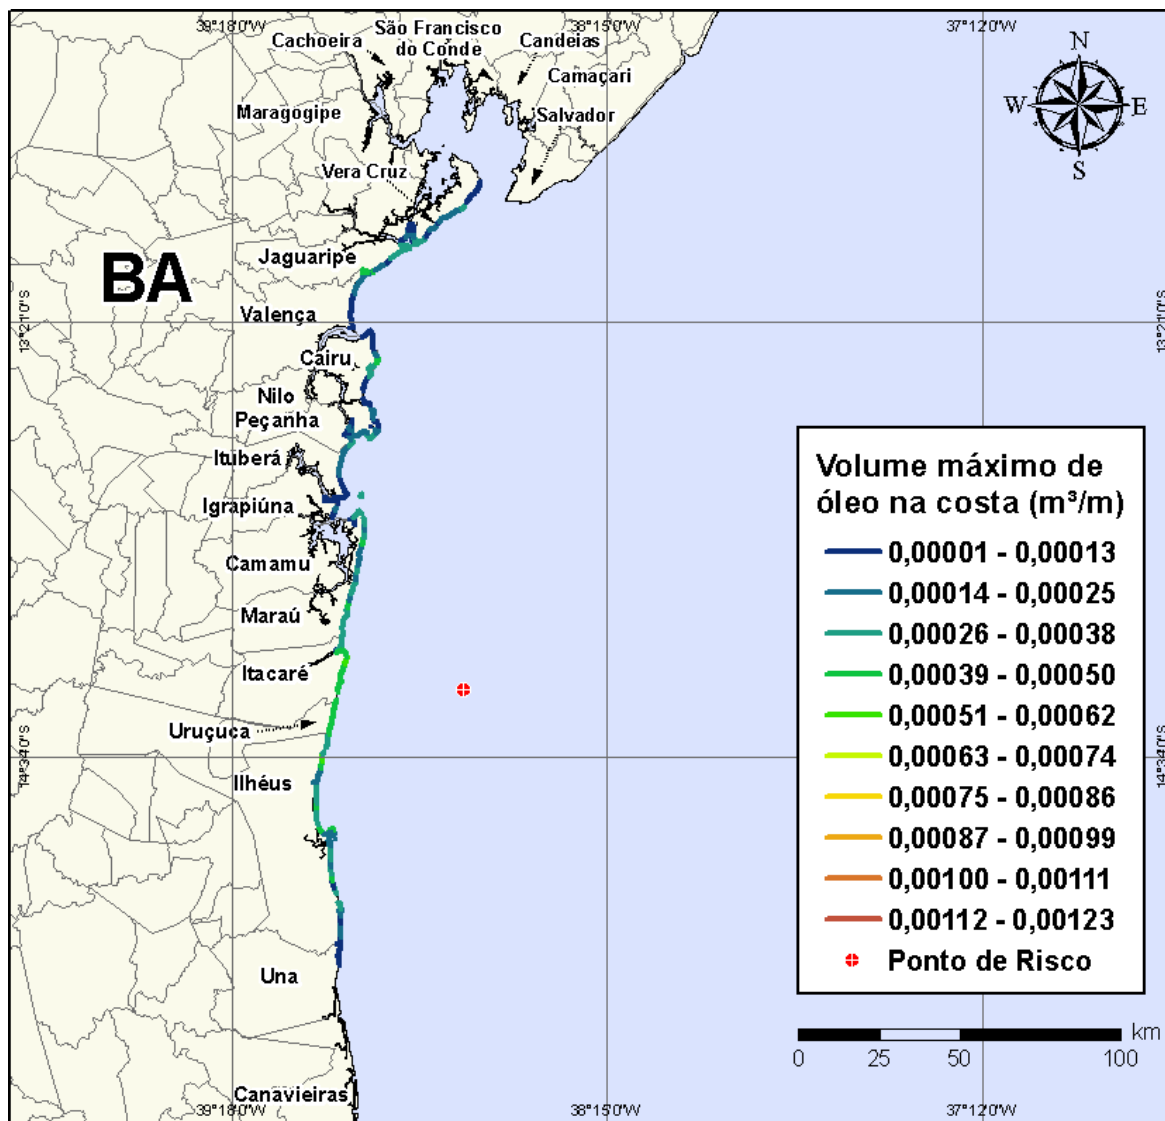 39°18'0"W
38°15'0"W
37°12'0"W
São Francisco
do Conde
Cachoeira
Candeias
Camaçari
Maragogipe
Salvador
N
W
E
S
Vera Cruz
Jaguaripe
BA
Valença
13°21'0"S
13°21'0"S
Cairu
Nilo
Peçanha
Ituberá
Igrapiúna
Camamu
Maraú
Itacaré
Uruçuca
Ilhéus
14°34'0"S
14°34'0"S
Una
Canavieiras
Volume máximo de
óleo na costa (m³/m)
0,00001 - 0,00013
0,00014 - 0,00025
0,00026 - 0,00038
0,00039 - 0,00050
0,00051 - 0,00062
0,00063 - 0,00074
0,00075 - 0,00086
0,00087 - 0,00099
0,00100 - 0,00111
0,00112 - 0,00123
Ponto de Risco
km
0 25 50 100
39°18'0"W
38°15'0"W
37°12'0"W